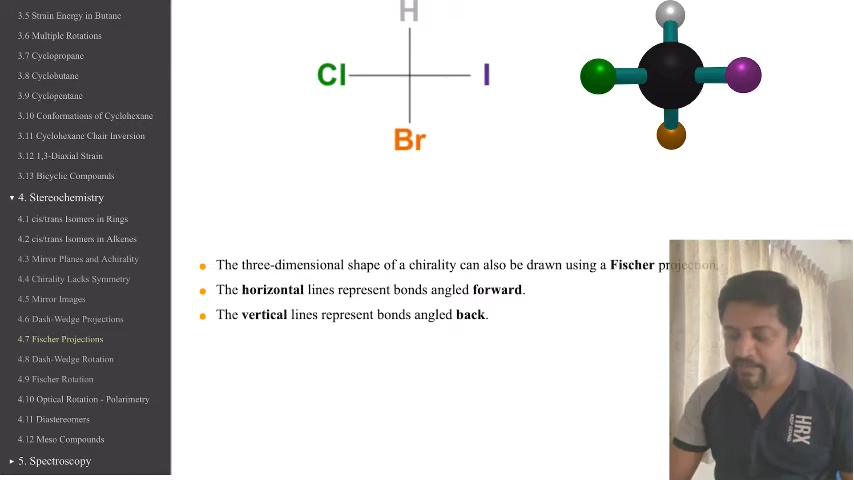 3.5 Strain Energy in Butane
3.6 Multiple Rotations
3.7 Cyclopropane
3.8 Cyclobutane
3.9 Cyclopentane
3.10 Conformations of Cyclohexane
3.11 Cyclohexane Chair Inversion
3.12 1,3-Diaxial Strain
3.13 Bicyclic Compounds
4. Stereochemistry
4.1 cis/trans Isomers in Rings
4.2 cis/trans Isomers in Alkenes
4.3 Mirror Planes and Achirality
4.4 Chirality Lacks Symmetry
4.5 Mirror Images
4.6 Dash-Wedge Projections
4.7 Fischer Projections
4.8 Dash-Wedge Rotation
4.9 Fischer Rotation
4.10 Optical Rotation - Polarimetry
4.11 Diastereomers
4.12 Meso Compounds
5. Spectroscopy
H
Cl I
Br
The three-dimensional shape of a chirality can also be drawn using a Fischer projection.
The horizontal lines represent bonds angled forward.
The vertical lines represent bonds angled back.
HRX